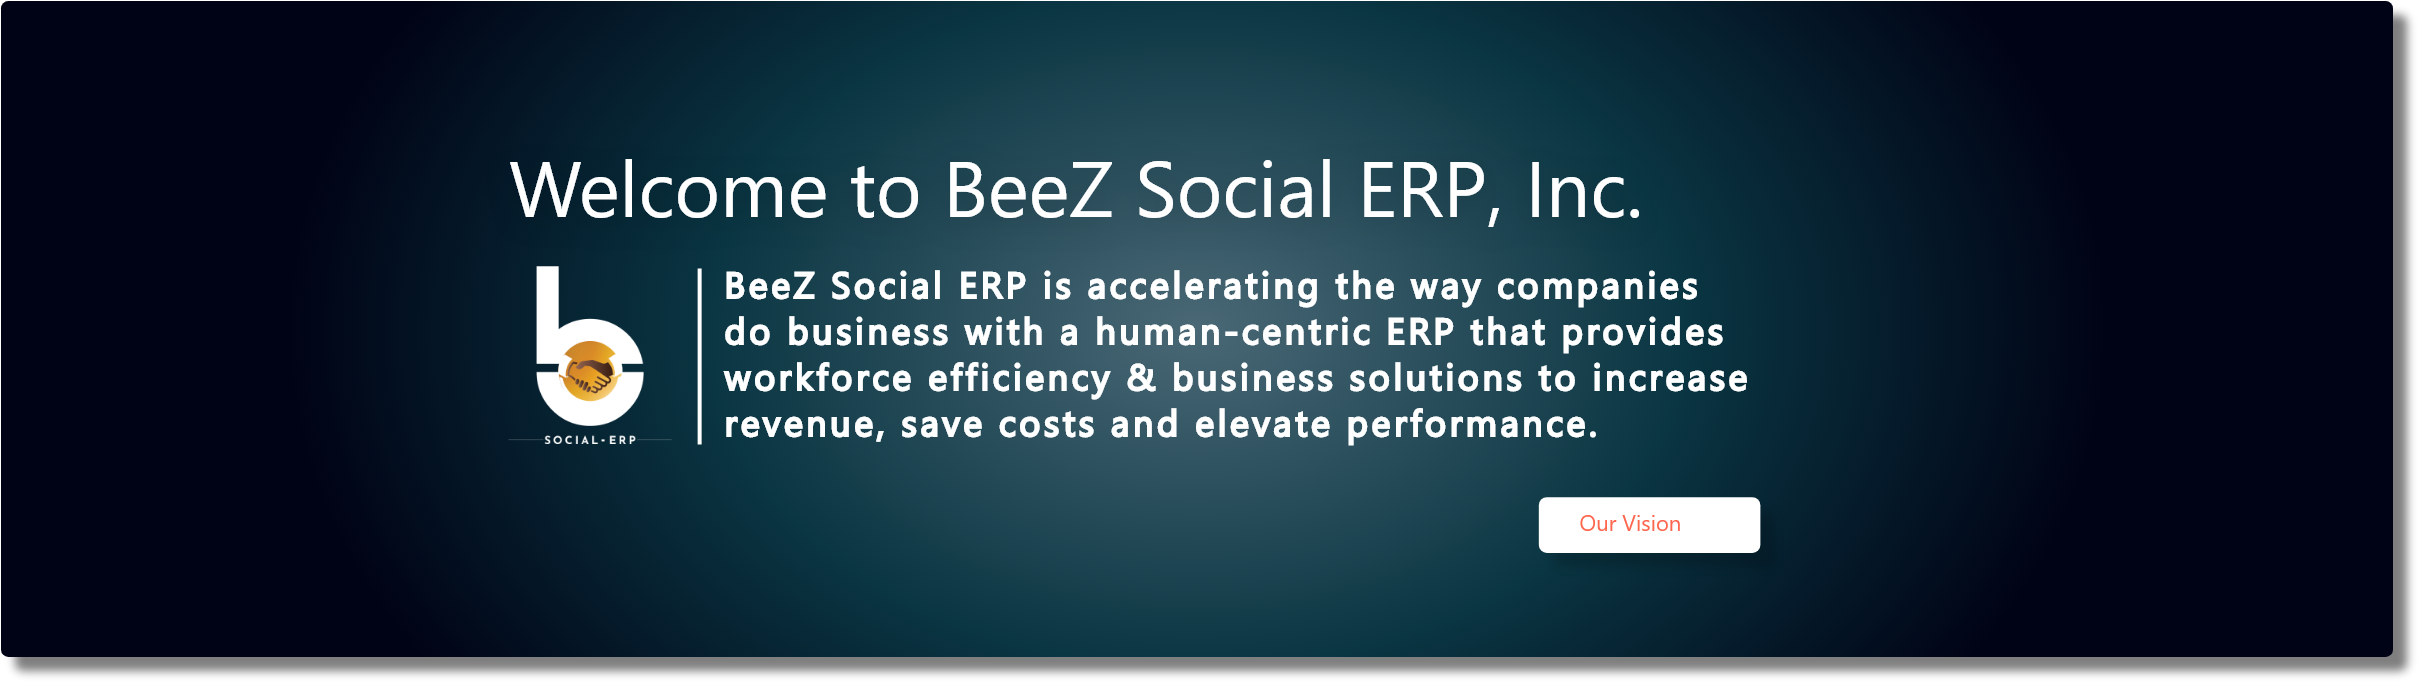 Welcome to BeeZ Social ERP, Inc.
BeeZ Social ERP is accelerating the way companies
do business with a human-centric ERP that provides
workforce efficiency & business solutions to increase
revenue, save costs and elevate performance.
b
SOCIAL-ERP
Our Vision